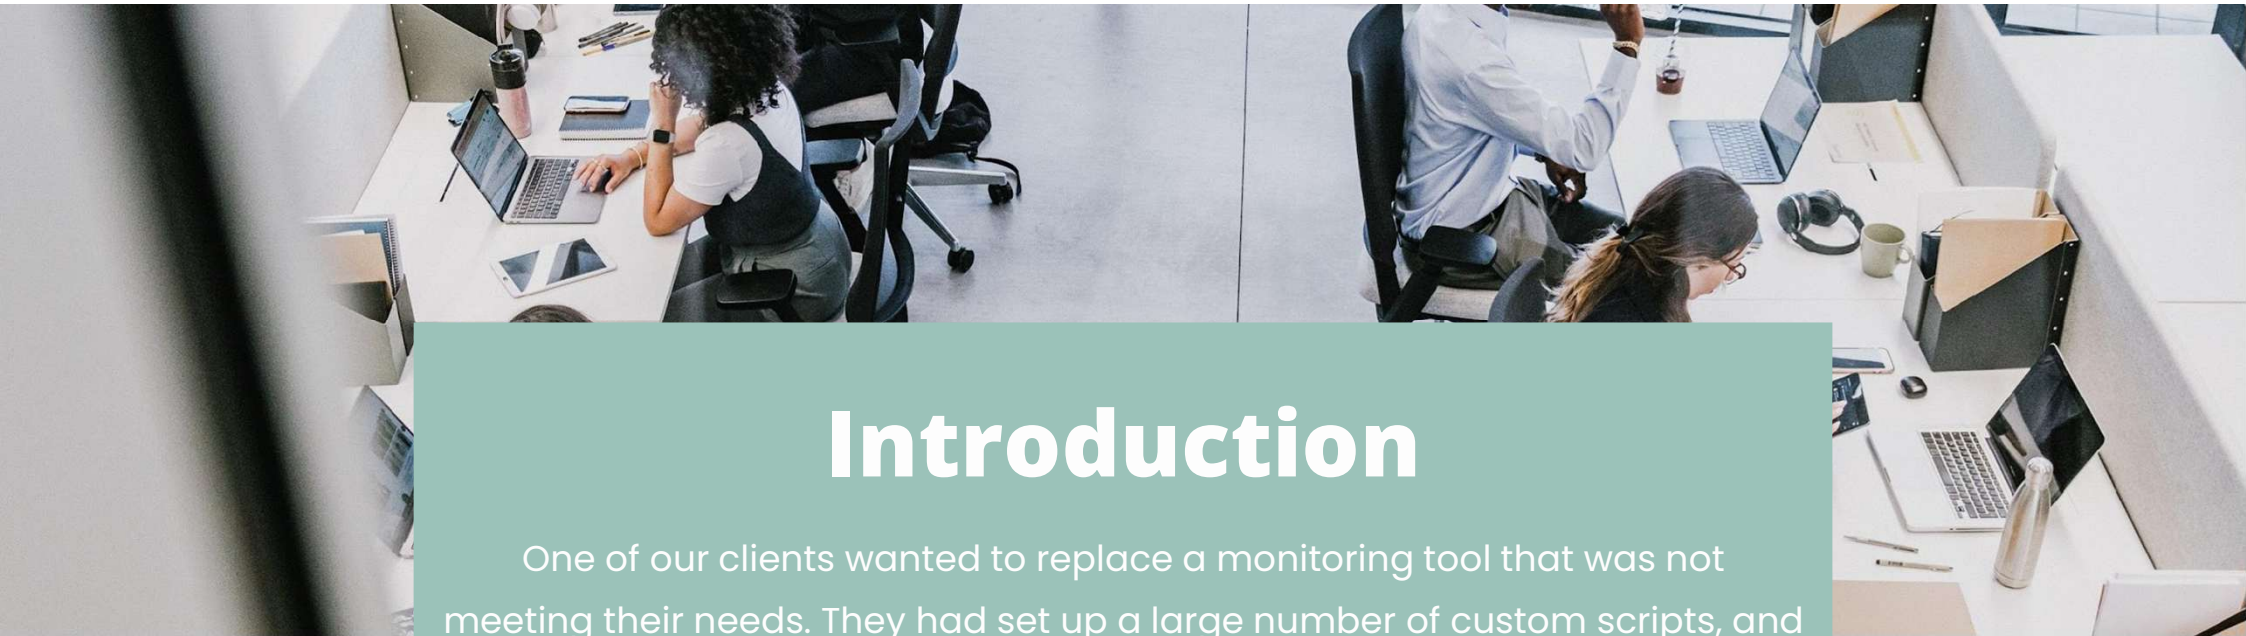 Introduction
One of our clients wanted to replace a monitoring tool that was not
meeting their needs. They had set up a large number of custom scripts, and